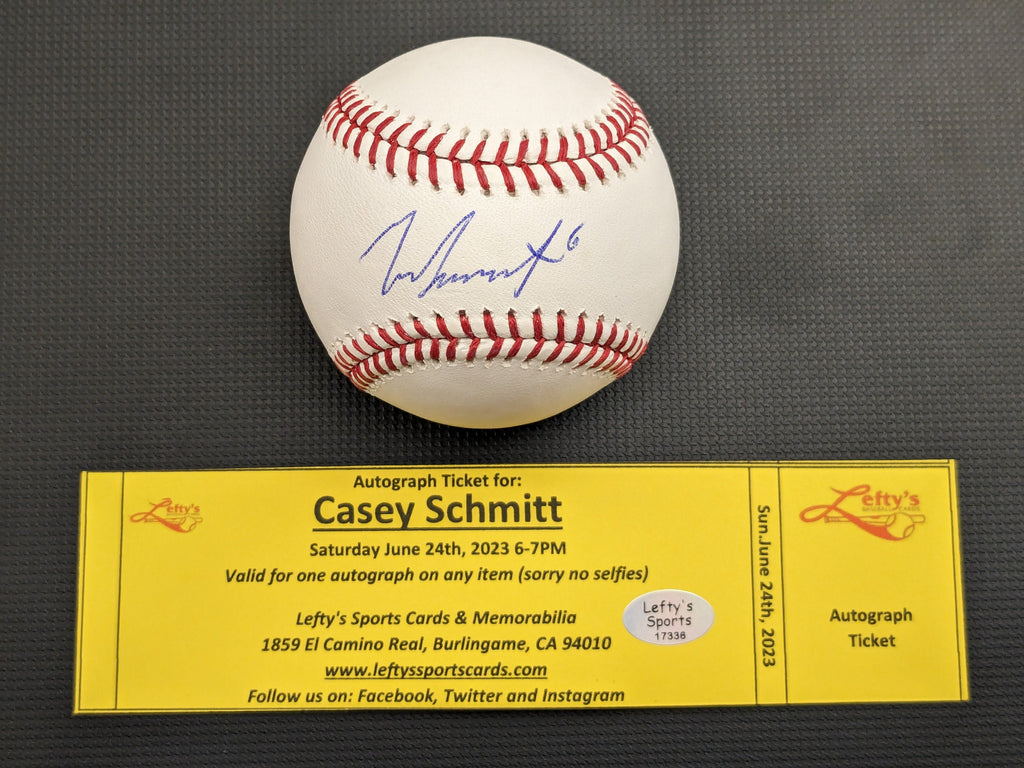 6
Autograph Ticket for:
Casey Schmitt
Saturday June 24th, 2023 6-7PM
Valid for one autograph on any item (sorry no selfies)
Lefty's Sports Cards & Memorabilia
1859 El Camino Real, Burlingame, CA 94010
www.leftyssportscards.com
Follow us on: Facebook, Twitter and Instagram
Lefty's
Lefty's
Sports
17336
Sun.June 24th, 2023
Lefty's
BASEBALL CARDS
Autograph
Ticket